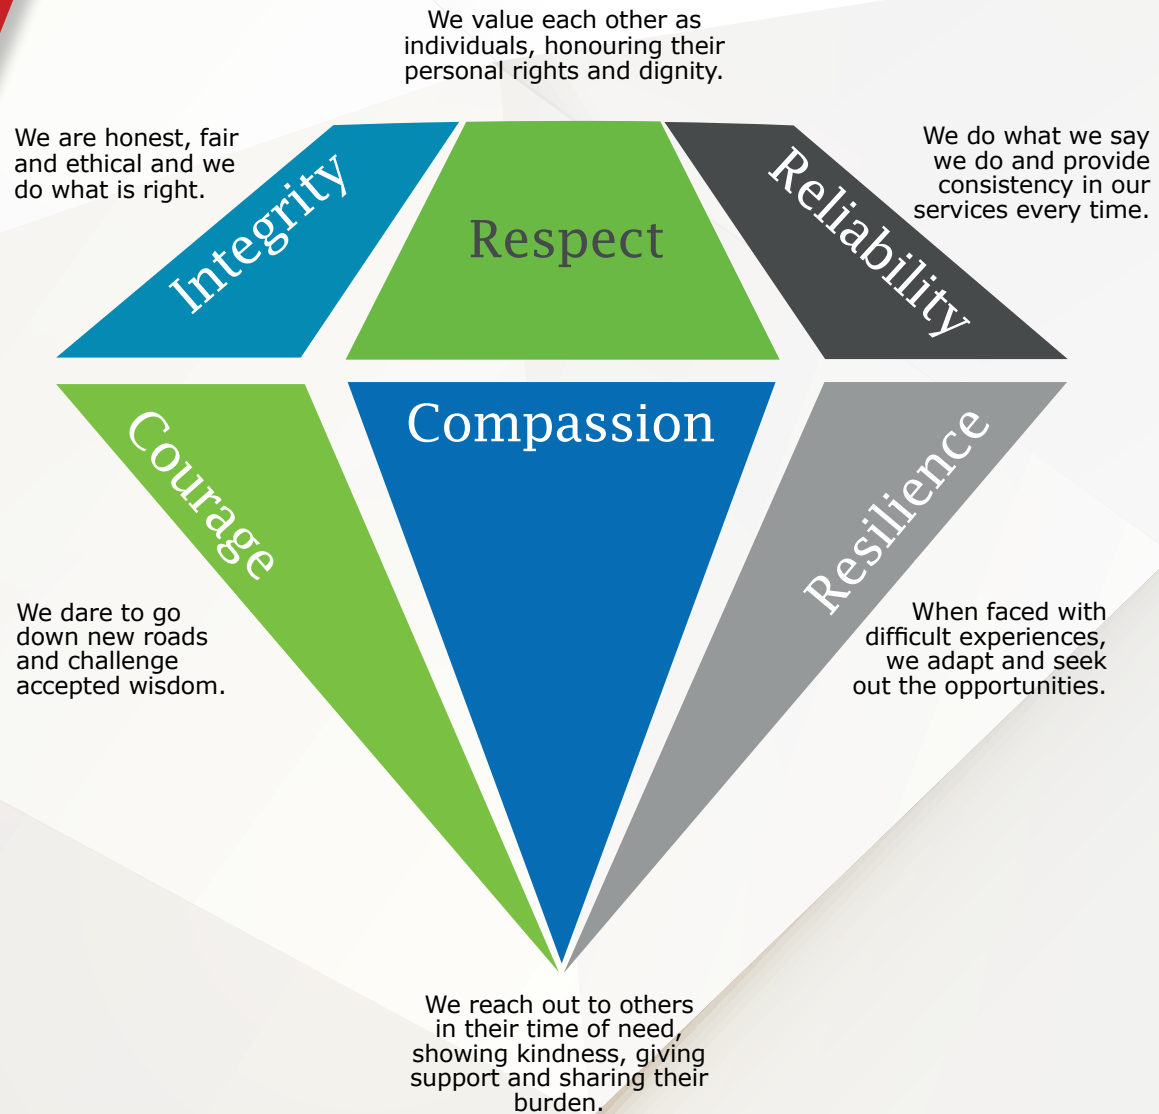 We value each other as
individuals, honouring their
personal rights and dignity.
We are honest, fair
and ethical and we
do what is right.
We do what we say
we do and provide
consistency in our
services every time.
Integrity
Respect
Reliability
Courage
Compassion
Resilience
We dare to go
down new roads
and challenge
accepted wisdom.
When faced with
difficult experiences,
we adapt and seek
out the opportunities.
We reach out to others
in their time of need,
showing kindness, giving
support and sharing their
burden.